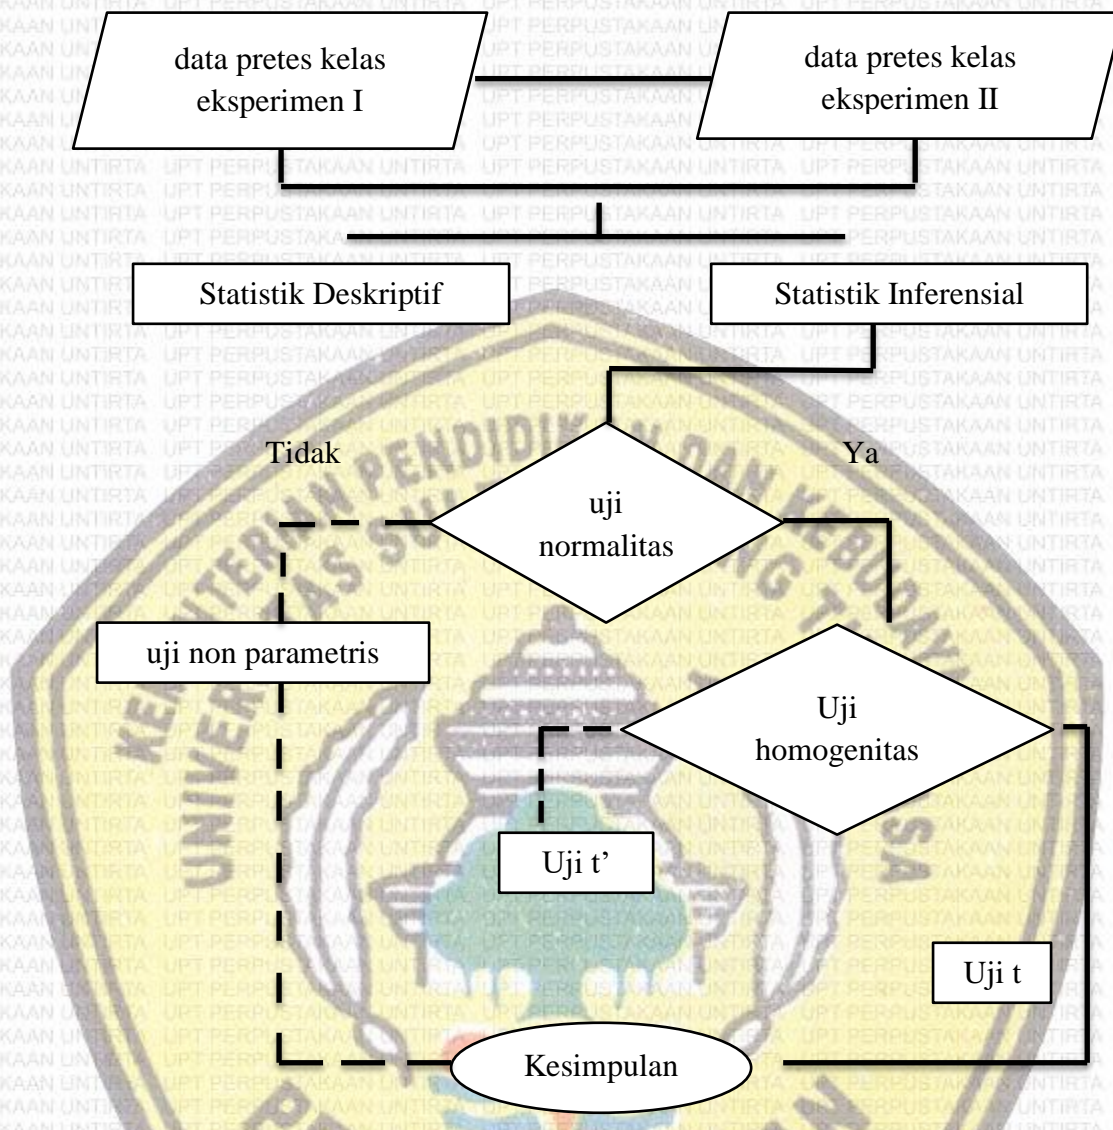 data pretes kelas
eksperimen I
data pretes kelas
eksperimen II
Statistik Deskriptif
Statistik Inferensial
Tidak
Ya
uji
normalitas
uji non parametris
Uji
homogenitas
Uji t’
Uji t
Kesimpulan